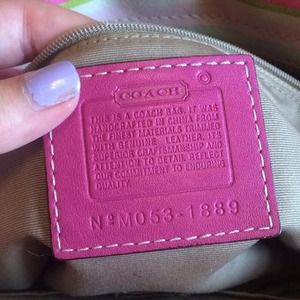 COACH
THIS IS A COACH BAG. IT WAS
HANDCRAFTED IN CHINA FROM
THE FINEST MATERIALS TRIMMED
WITH GENUINE LEATHER. ITS
SUPERIOR CRAFTSMANSHIP AND
ATTENTION TO DETAIL REFLECT
OUR COMMITMENT TO ENDURING
QUALITY.
Nº M053-1889